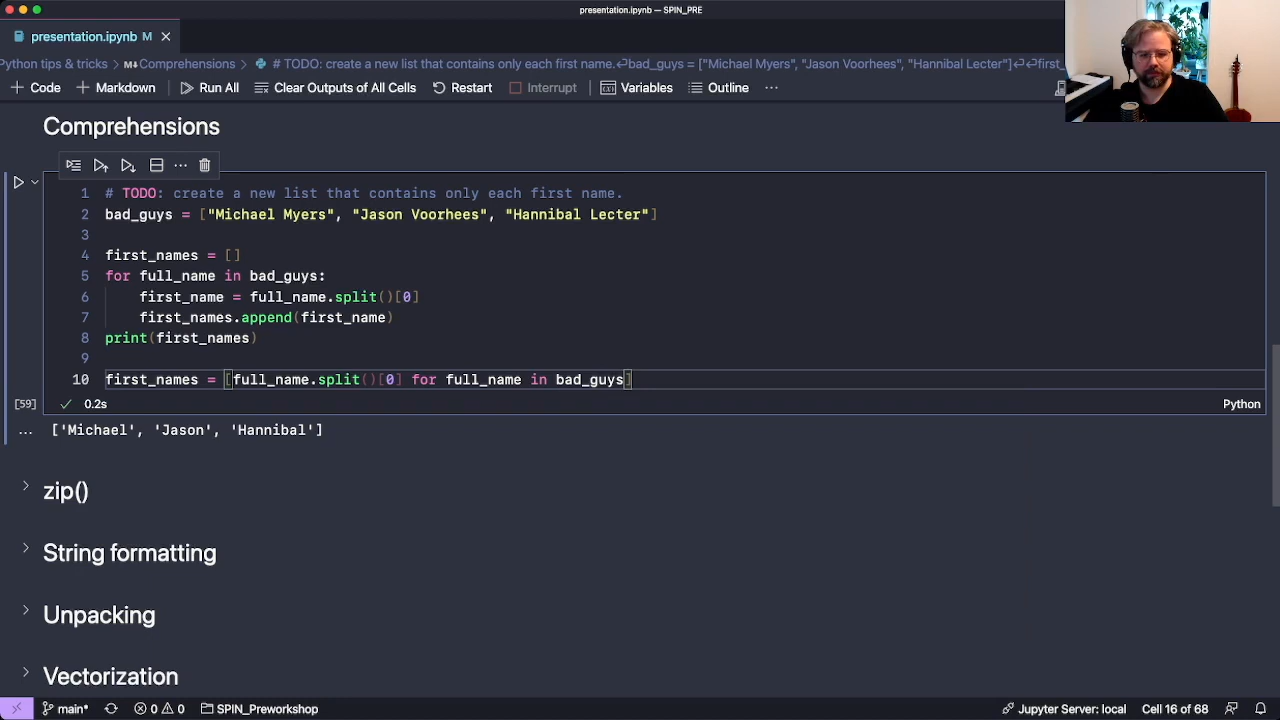 presentation.ipynb — SPIN_PRE
presentation.ipynb M
Python tips & tricks > M↓Comprehensions > # TODO: create a new list that contains only each first name.↵bad_guys = ["Michael Myers", "Jason Voorhees", "Hannibal Lecter"]↵↵first_
+ Code + Markdown Run All Clear Outputs of All Cells Restart Interrupt Variables Outline ...
Comprehensions
1 # TODO: create a new list that contains only each first name.
2 bad_guys = ["Michael Myers", "Jason Voorhees", "Hannibal Lecter"]
3
4 first_names = []
5 for full_name in bad_guys:
6 first_name = full_name.split()[0]
7 first_names.append(first_name)
8 print(first_names)
9
10 first_names = [full_name.split()[0] for full_name in bad_guys]
[59] ✓ 0.2s Python
... ['Michael', 'Jason', 'Hannibal']
zip()
String formatting
Unpacking
Vectorization
main* 0 0 SPIN_Preworkshop Jupyter Server: local Cell 16 of 68